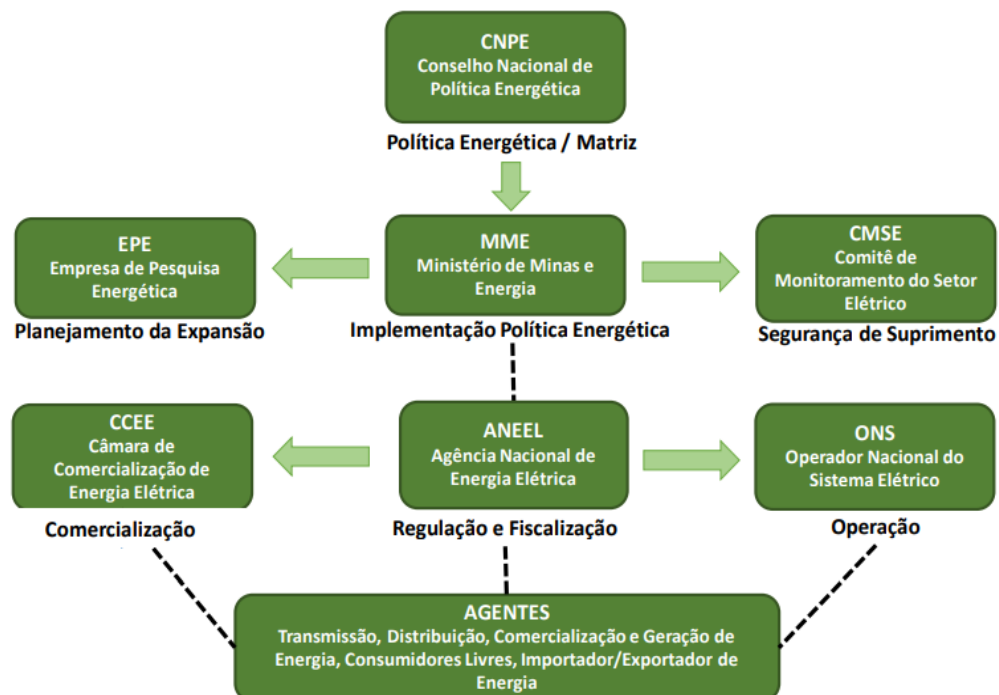 CNPE
Conselho Nacional de
Política Energética
Política Energética / Matriz
EPE
Empresa de Pesquisa
Energética
Planejamento da Expansão
MME
Ministério de Minas e
Energia
Implementação Política Energética
CMSE
Comitê de
Monitoramento do Setor
Elétrico
Segurança de Suprimento
CCEE
Câmara de
Comercialização de
Energia Elétrica
Comercialização
ANEEL
Agência Nacional de
Energia Elétrica
Regulação e Fiscalização
ONS
Operador Nacional do
Sistema Elétrico
Operação
AGENTES
Transmissão, Distribuição, Comercialização e Geração de
Energia, Consumidores Livres, Importador/Exportador de
Energia